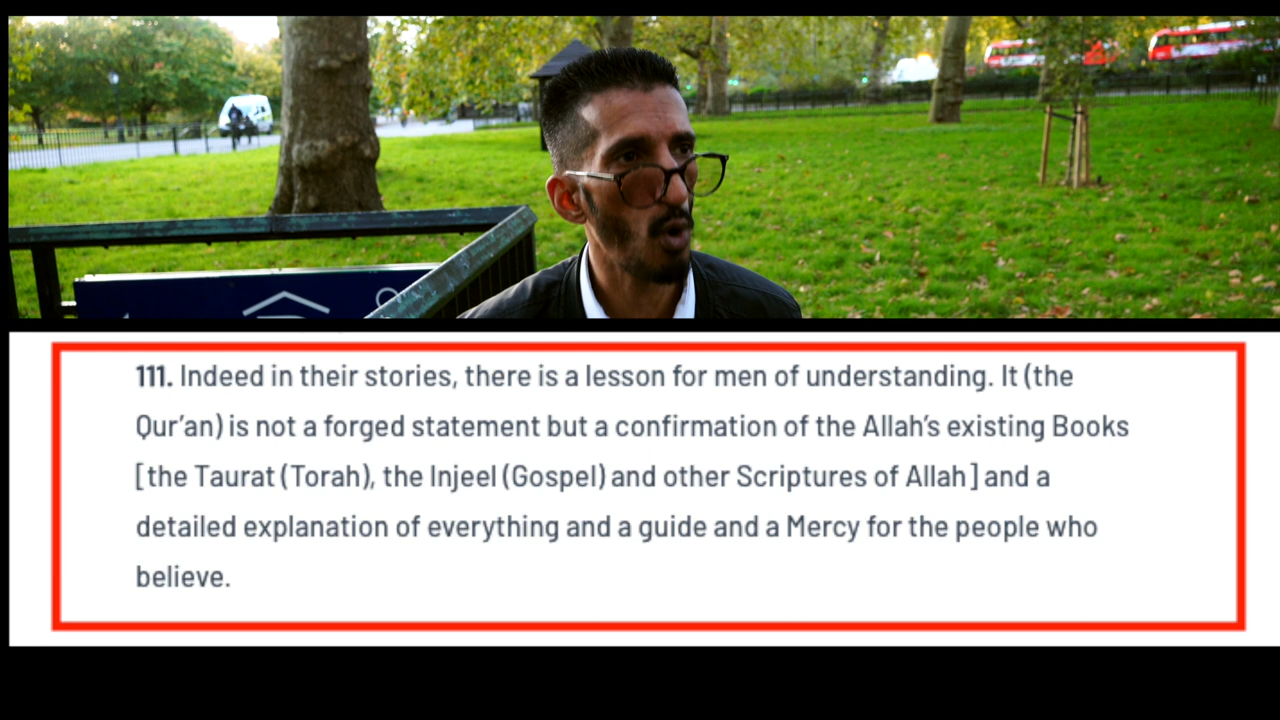 111. Indeed in their stories, there is a lesson for men of understanding. It (the
Qur’an) is not a forged statement but a confirmation of the Allah’s existing Books
[the Taurat (Torah), the Injeel (Gospel) and other Scriptures of Allah] and a
detailed explanation of everything and a guide and a Mercy for the people who
believe.